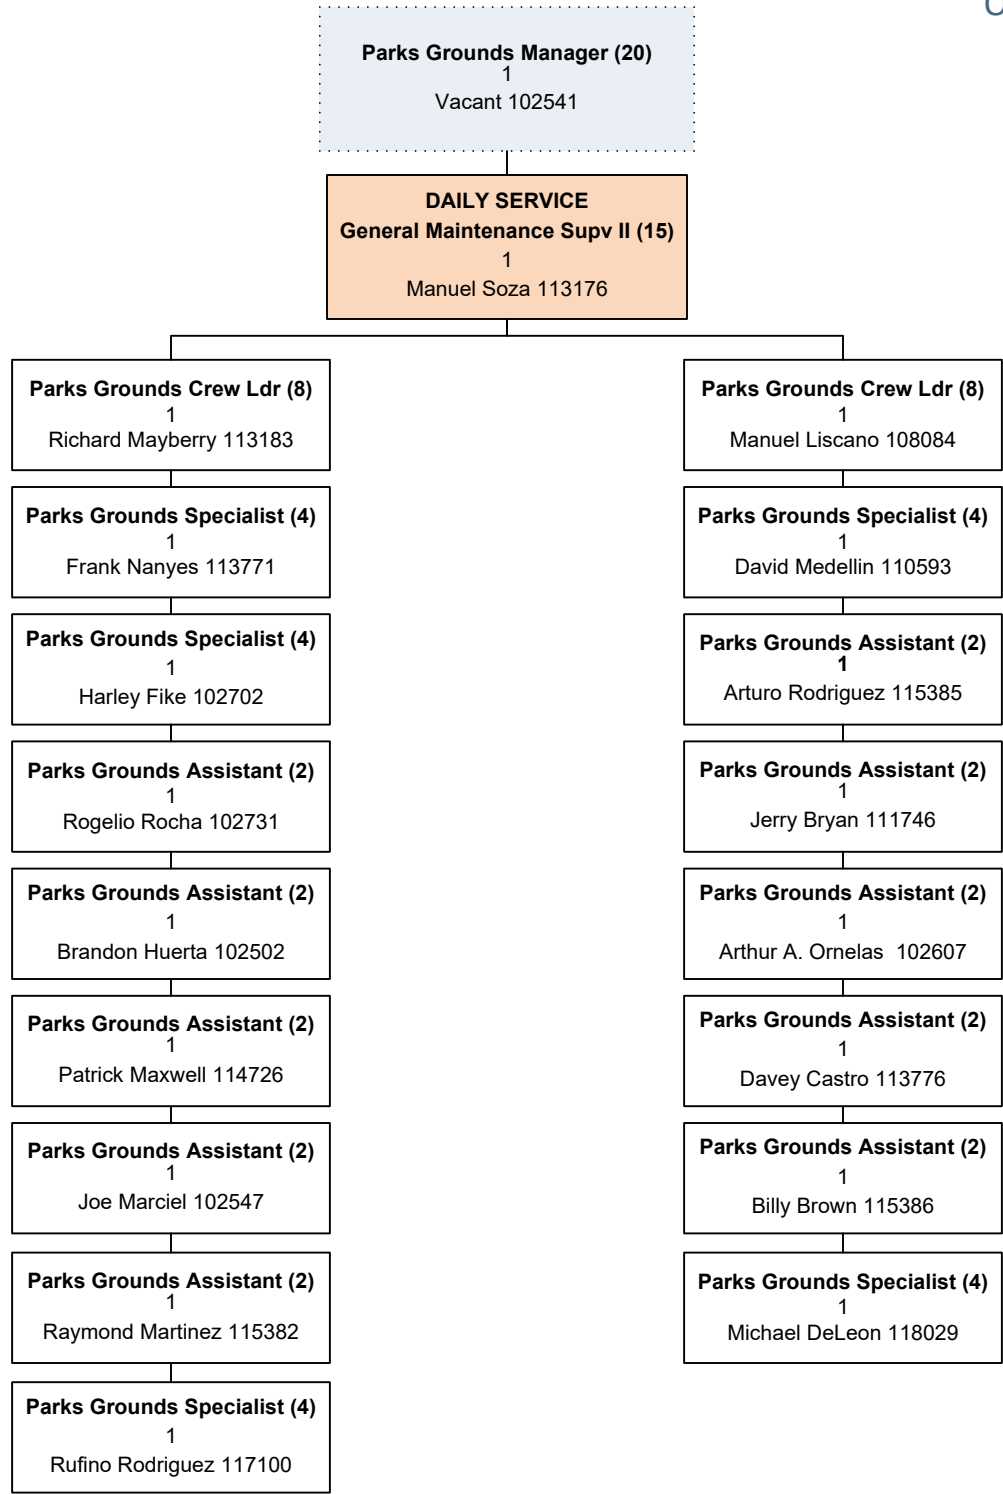 Parks Grounds Manager (20)
1
Vacant 102541
DAILY SERVICE
General Maintenance Supv II (15)
1
Manuel Soza 113176
Parks Grounds Crew Ldr (8)
1
Richard Mayberry 113183
Parks Grounds Specialist (4)
1
Frank Nanyes 113771
Parks Grounds Specialist (4)
1
Harley Fike 102702
Parks Grounds Assistant (2)
1
Rogelio Rocha 102731
Parks Grounds Assistant (2)
1
Brandon Huerta 102502
Parks Grounds Assistant (2)
1
Patrick Maxwell 114726
Parks Grounds Assistant (2)
1
Joe Marciel 102547
Parks Grounds Assistant (2)
1
Raymond Martinez 115382
Parks Grounds Specialist (4)
1
Rufino Rodriguez 117100
Parks Grounds Crew Ldr (8)
1
Manuel Liscano 108084
Parks Grounds Specialist (4)
1
David Medellin 110593
Parks Grounds Assistant (2)
1
Arturo Rodriguez 115385
Parks Grounds Assistant (2)
1
Jerry Bryan 111746
Parks Grounds Assistant (2)
1
Arthur A. Ornelas  102607
Parks Grounds Assistant (2)
1
Davey Castro 113776
Parks Grounds Assistant (2)
1
Billy Brown 115386
Parks Grounds Specialist (4)
1
Michael DeLeon 118029